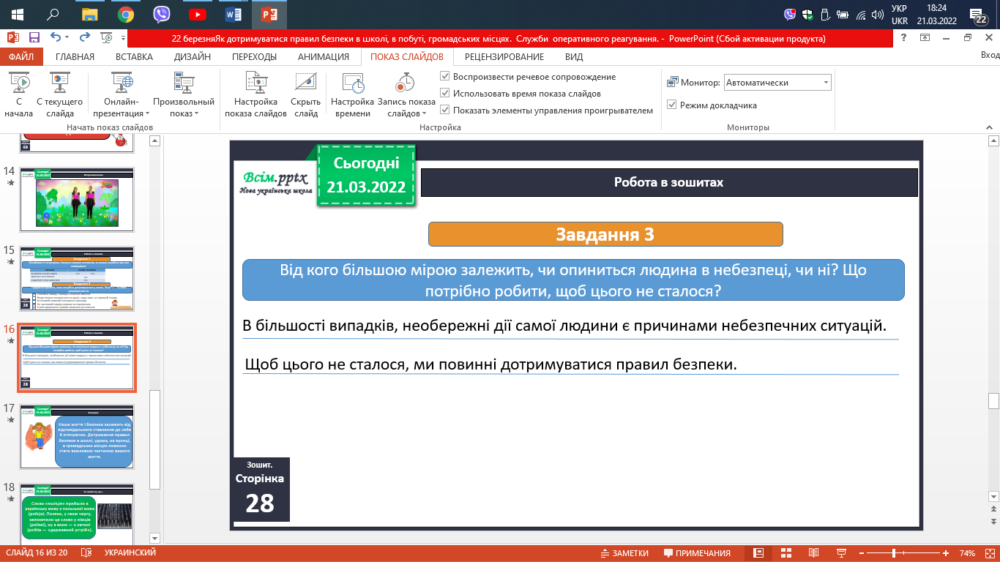 УКР
UKR
18:24
21.03.2022
22
22 березняЯк дотримуватися правил безпеки в школі, в побуті, громадських місцях. Служби оперативного реагування. - PowerPoint (Сбой активации продукта)
ФАЙЛ ГЛАВНАЯ ВСТАВКА ДИЗАЙН ПЕРЕХОДЫ АНИМАЦИЯ ПОКАЗ СЛАЙДОВ РЕЦЕНЗИРОВАНИЕ ВИД Вход
С начала
С текущего слайда
Онлайн-презентация
Произвольный показ
Начать показ слайдов
Настройка показа слайдов
Скрыть слайд
Настройка времени
Запись показа слайдов
Воспроизвести речевое сопровождение
Использовать время показа слайдов
Показать элементы управления проигрывателем
Настройка
Монитор: Автоматически
Режим докладчика
Мониторы
69
14
15
28
16
28
17
Наше життя і безпека залежать від
відповідального ставлення до себе
й оточуючих. Дотримання правил
безпеки в школі, удома, на вулиці,
в громадських місцях повинно
стати важливою частиною вашого
життя.
18
Слово «поліція» прийшло в
українську мову з польської мови
(policja). Поляки, у свою чергу,
запозичили це слово у німців
(polizei), ну а вони — з латині
(politia — «державний устрій»).
Всім.pptx
Нова українська школа
Сьогодні
21.03.2022
Робота в зошитах
Завдання 3
Від кого більшою мірою залежить, чи опиниться людина в небезпеці, чи ні? Що
потрібно робити, щоб цього не сталося?
В більшості випадків, необережні дії самої людини є причинами небезпечних ситуацій.
Щоб цього не сталося, ми повинні дотримуватися правил безпеки.
Зошит.
Сторінка
28
СЛАЙД 16 ИЗ 20 УКРАИНСКИЙ ЗАМЕТКИ ПРИМЕЧАНИЯ 74%